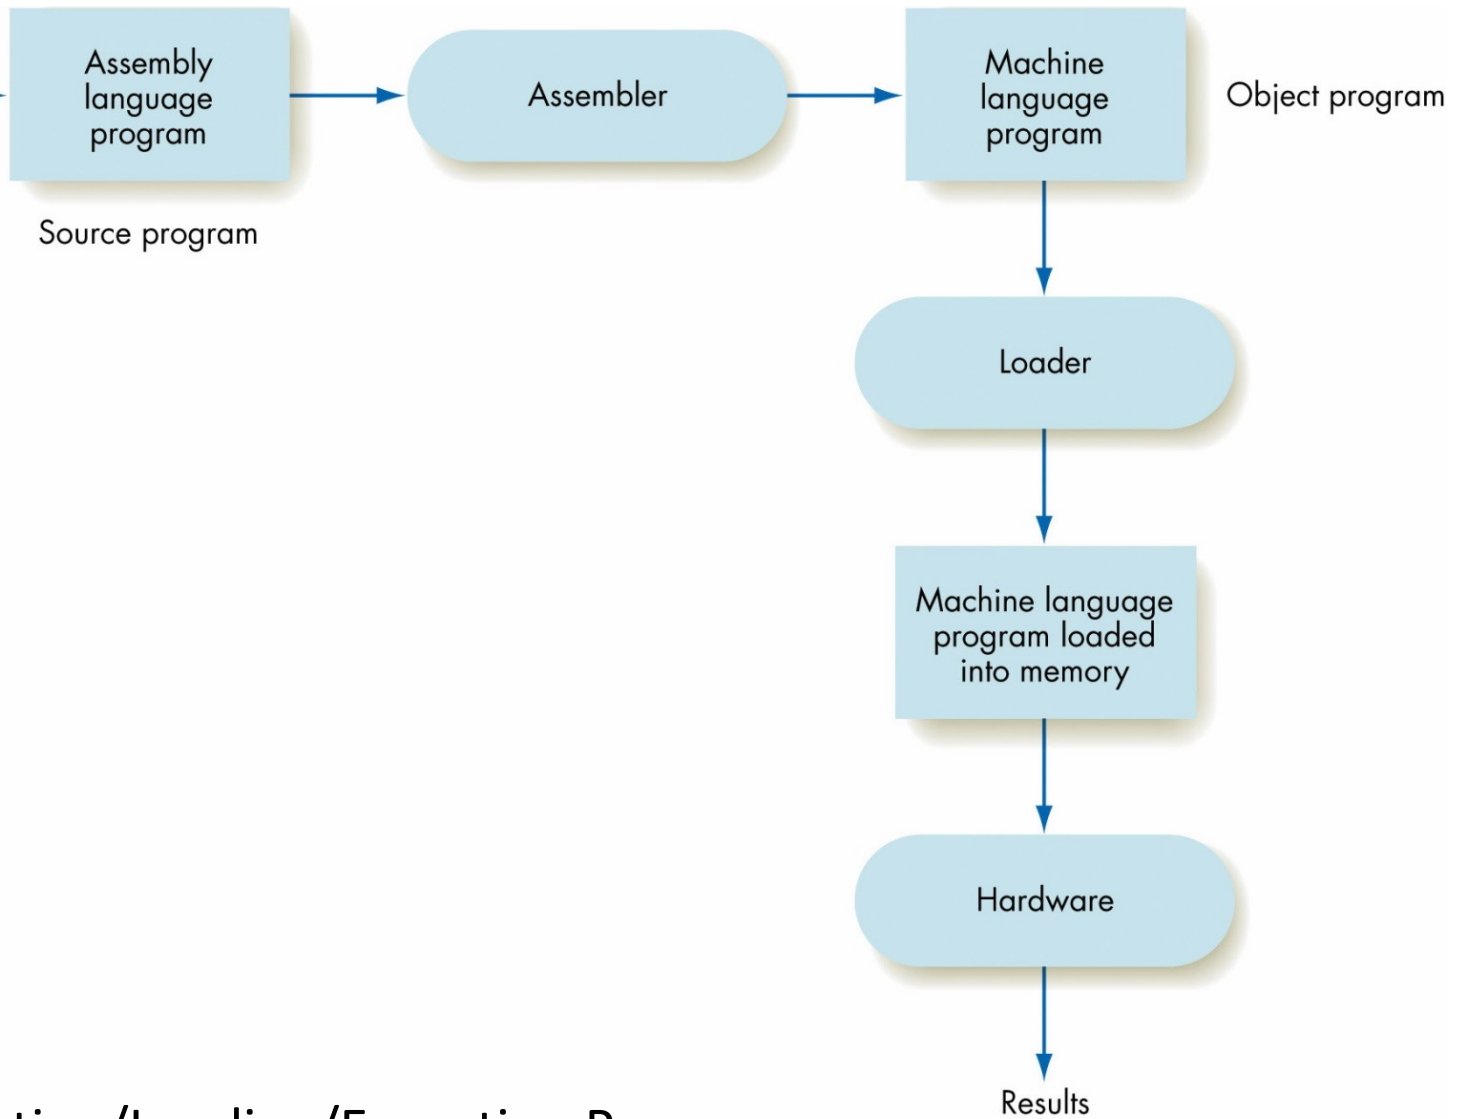 Assembly
language
program
Assembler
Machine
language
program
Object program
Source program
Loader
Machine language
program loaded
into memory
Hardware
Results